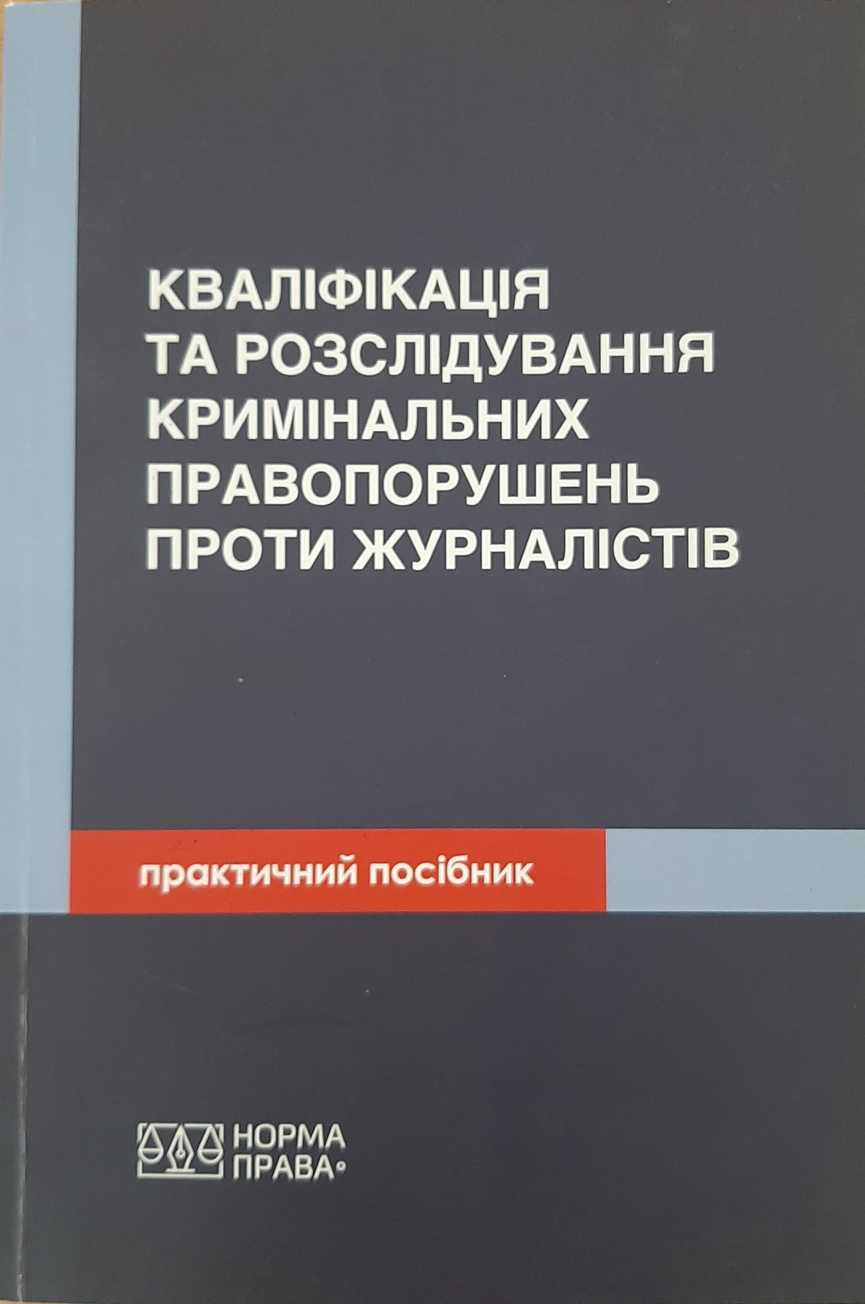 КВАЛІФІКАЦІЯ
ТА РОЗСЛІДУВАННЯ
КРИМІНАЛЬНИХ
ПРАВОПОРУШЕНЬ
ПРОТИ ЖУРНАЛІСТІВ
практичний посібник
НОРМА
ПРАВА